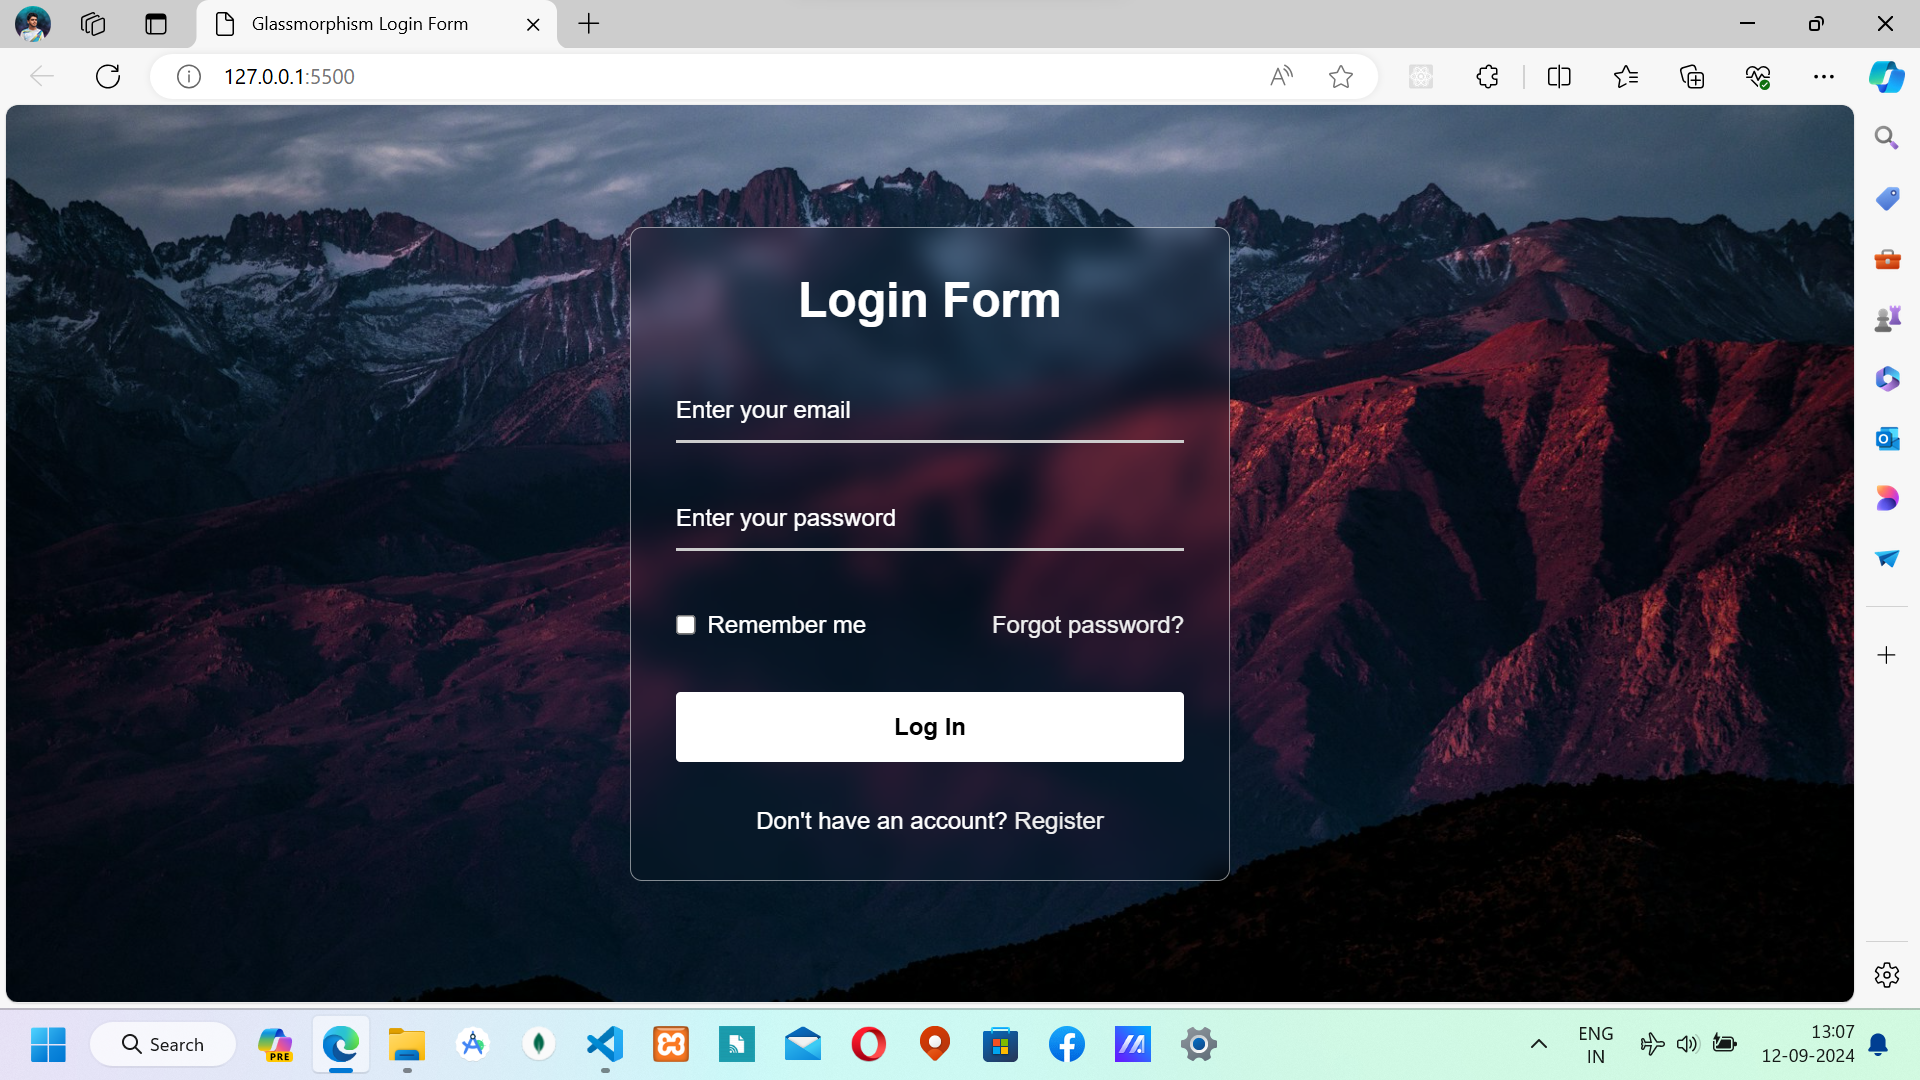 Glassmorphism Login Form
127.0.0.1:5500
Login Form
Enter your email
Enter your password
Remember me
Forgot password?
Log In
Don't have an account? Register
Search
PRE
ENG
IN
13:07
12-09-2024